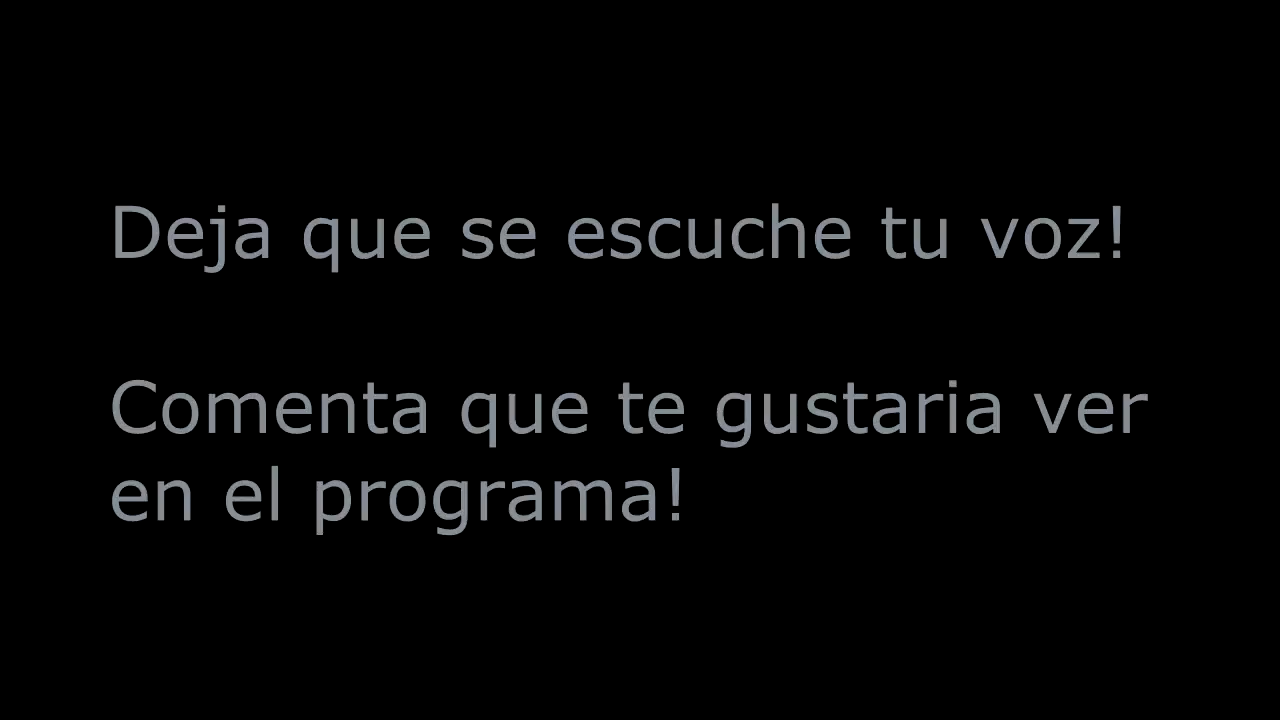 Deja que se escuche tu voz!
Comenta que te gustaria ver
en el programa!